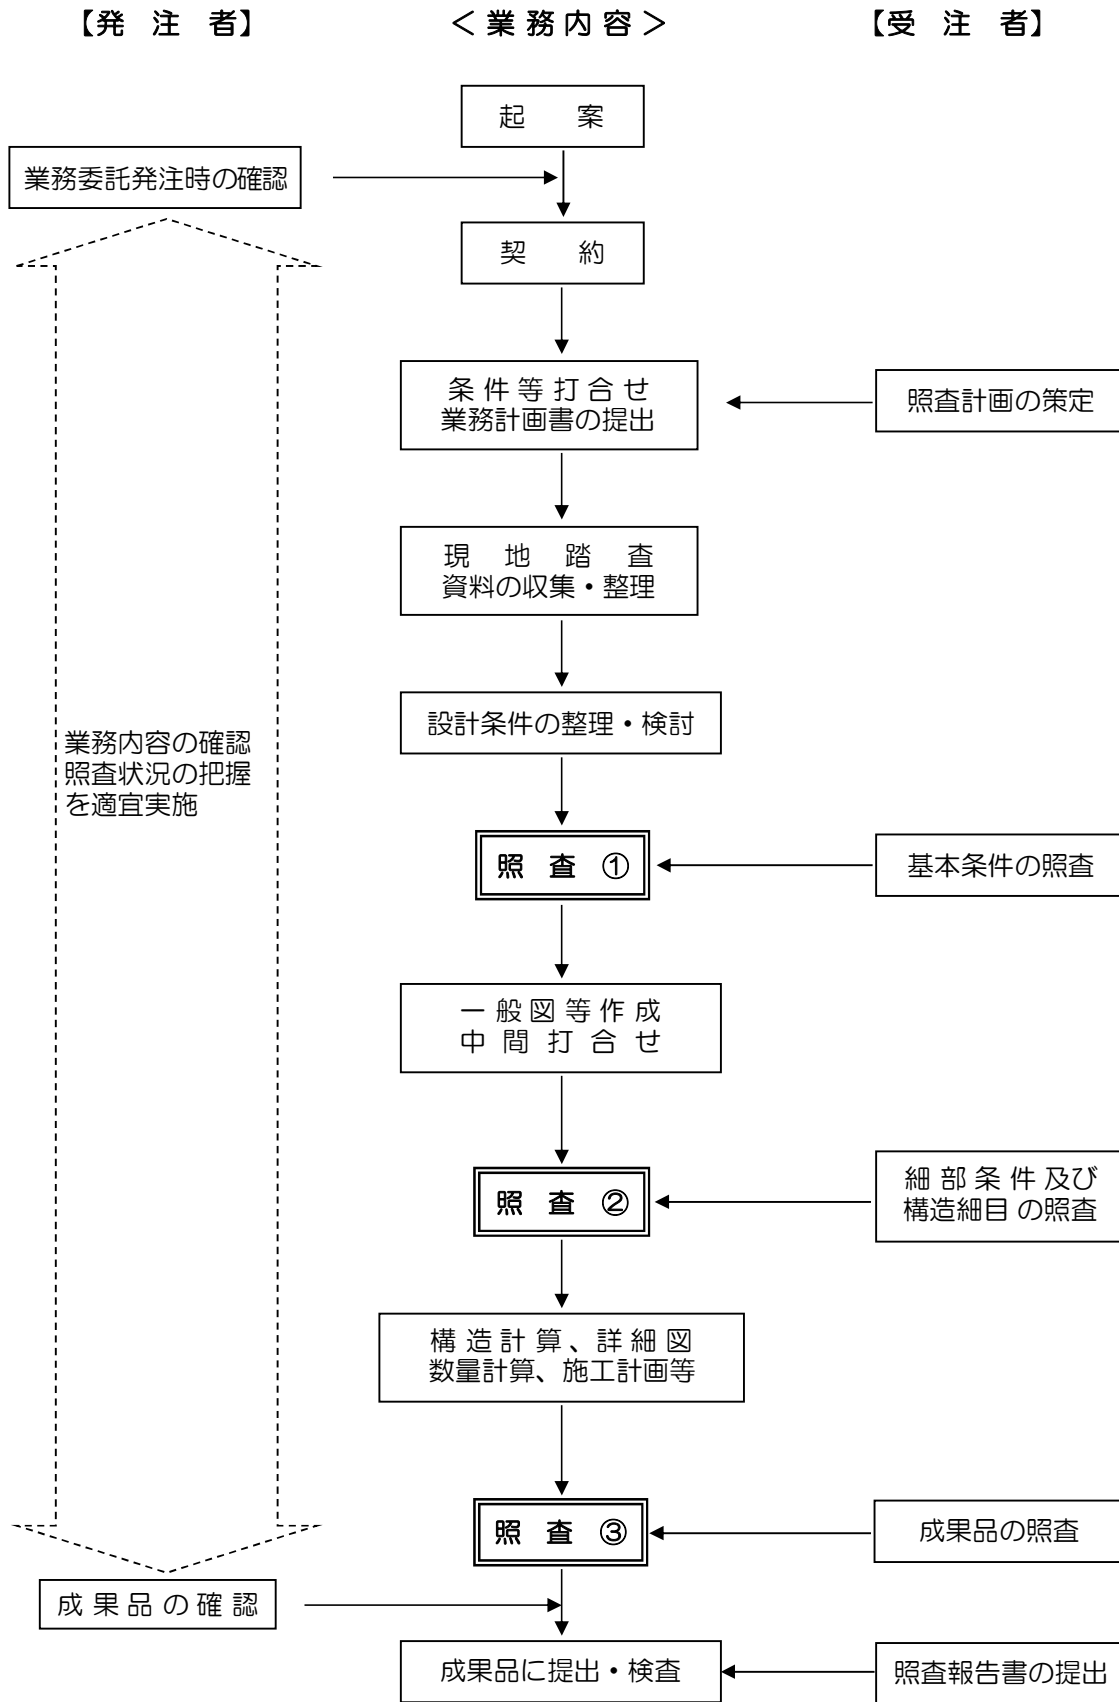 【発 注 者】
＜業務内容＞
【受 注 者】
起 案
業務委託発注時の確認
契 約
条件等打合せ
業務計画書の提出
照査計画の策定
現地踏査
資料の収集・整理
設計条件の整理・検討
業務内容の確認
照査状況の把握
を適宜実施
照 査 ①
基本条件の照査
一般図等作成
中間打合せ
照 査 ②
細部条件及び
構造細目の照査
構造計算、詳細図
数量計算、施工計画等
照 査 ③
成果品の照査
成果品の確認
成果品に提出・検査
照査報告書の提出